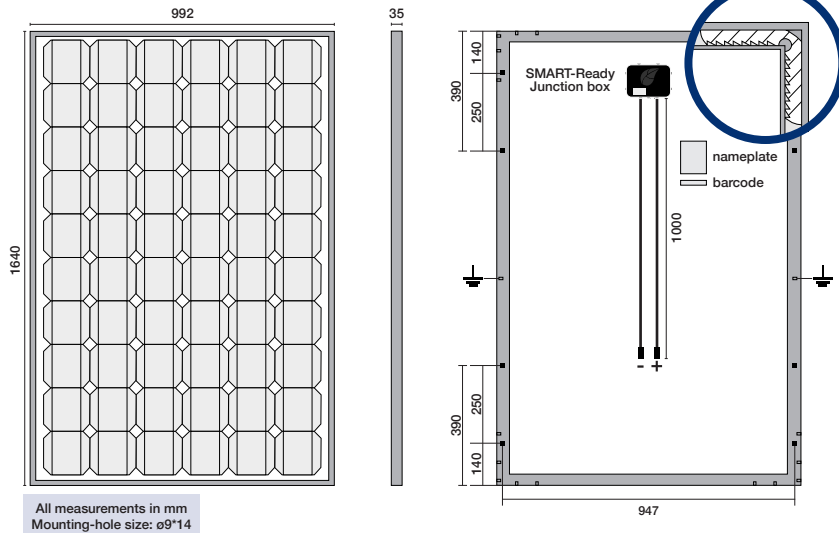 992
35
1640
All measurements in mm
Mounting-hole size: ø9*14
140
390
250
SMART-Ready
Junction box
nameplate
barcode
1000
- +
250
390
140
947